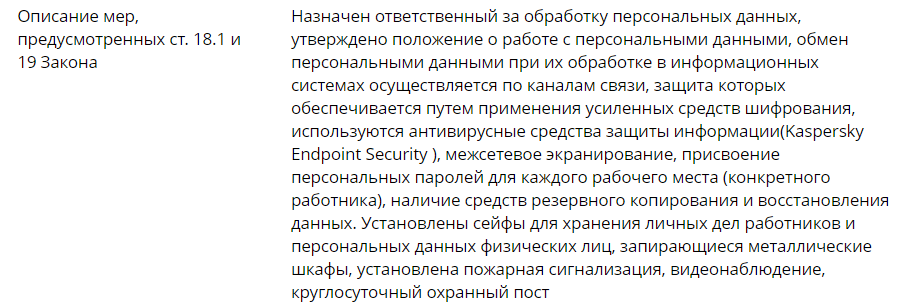 Описание мер,
предусмотренных ст. 18.1 и
19 Закона
Назначен ответственный за обработку персональных данных,
утверждено положение о работе с персональными данными, обмен
персональными данными при их обработке в информационных
системах осуществляется по каналам связи, защита которых
обеспечивается путем применения усиленных средств шифрования,
используются антивирусные средства защиты информации(Kaspersky
Endpoint Security ), межсетевое экранирование, присвоение
персональных паролей для каждого рабочего места (конкретного
работника), наличие средств резервного копирования и восстановления
данных. Установлены сейфы для хранения личных дел работников и
персональных данных физических лиц, запирающиеся металлические
шкафы, установлена пожарная сигнализация, видеонаблюдение,
круглосуточный охранный пост